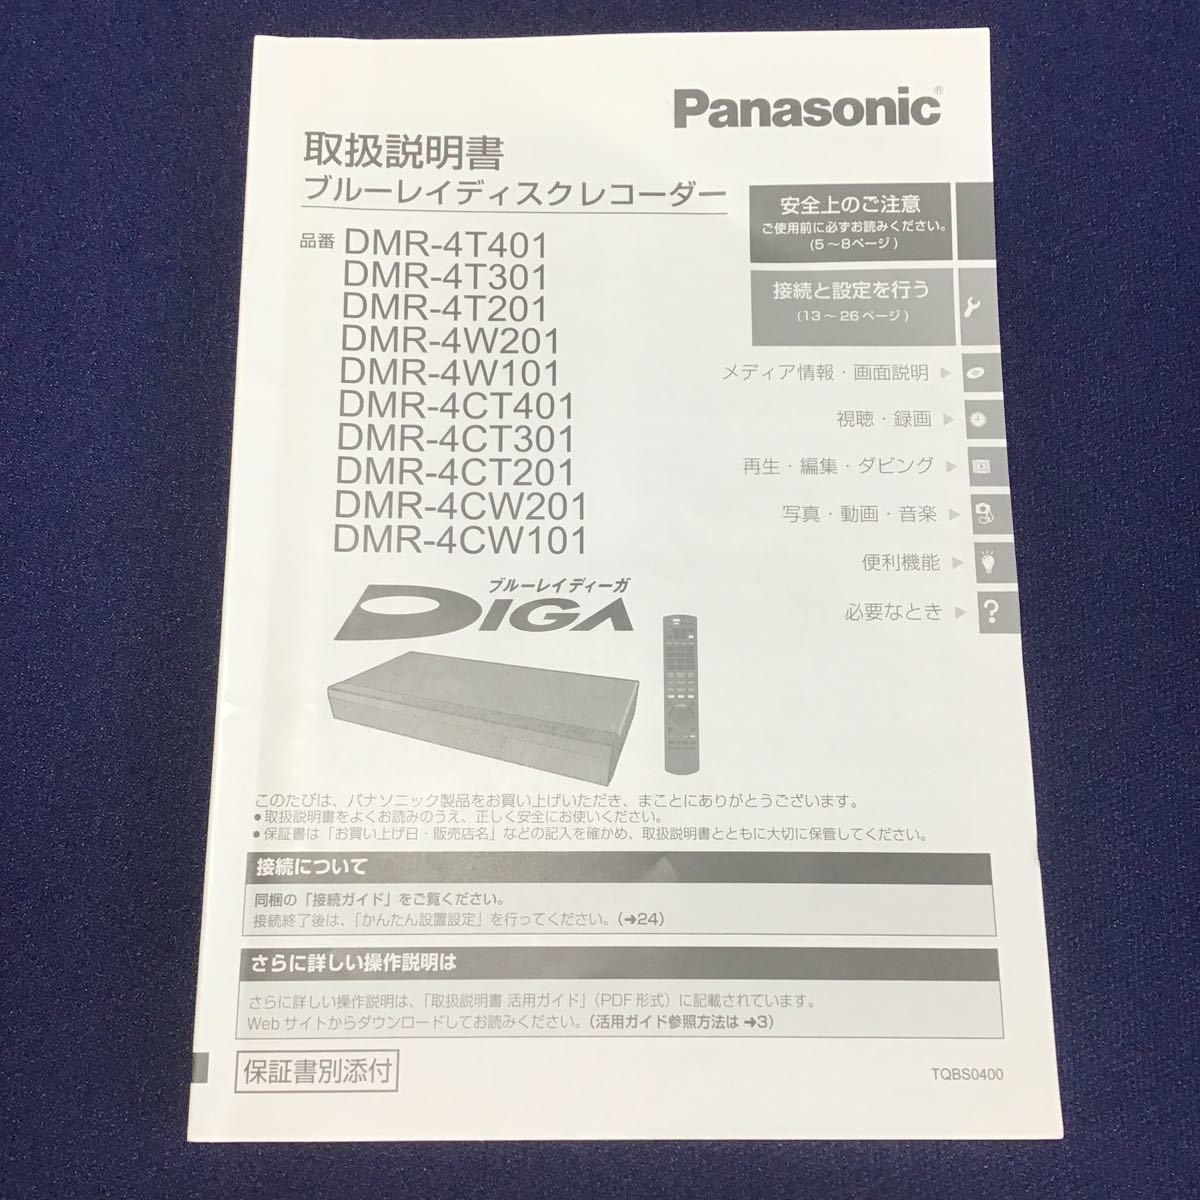 Panasonic®
取扱説明書
ブルーレイディスクレコーダー
品番 DMR-4T401
DMR-4T301
DMR-4T201
DMR-4W201
DMR-4W101
DMR-4CT401
DMR-4CT301
DMR-4CT201
DMR-4CW201
DMR-4CW101
安全上のご注意
ご使用前に必ずお読みください。
(5～8ページ)
接続と設定を行う
(13～26ページ)
メディア情報・画面説明 ▶
視聴・録画 ▶
再生・編集・ダビング ▶
写真・動画・音楽 ▶
便利機能 ▶
必要なとき ▶ ?
ブルーレイディーガ
DIGA
このたびは、パナソニック製品をお買い上げいただき、まことにありがとうございます。
●取扱説明書をよくお読みのうえ、正しく安全にお使いください。
●保証書は「お買い上げ日・販売店名」などの記入を確かめ、取扱説明書とともに大切に保管してください。
接続について
同梱の「接続ガイド」をご覧ください。
接続終了後は、「かんたん設置設定」を行ってください。(➔24)
さらに詳しい操作説明は
さらに詳しい操作説明は、「取扱説明書 活用ガイド」(PDF形式)に記載されています。
Webサイトからダウンロードしてお読みください。(活用ガイド参照方法は ➔3)
保証書別添付
TQBS0400